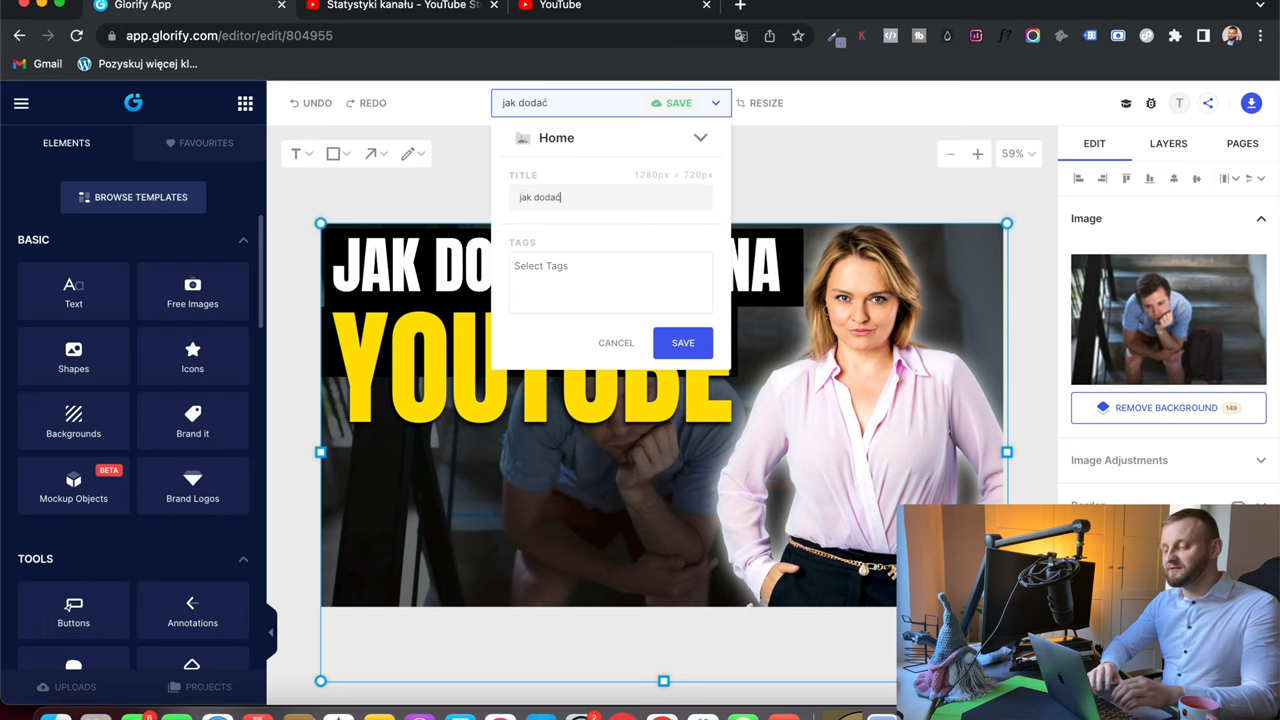 Glorify App
Statystyki kanału - YouTube St
YouTube
app.glorify.com/editor/edit/804955
Gmail
Pozyskuj więcej kl...
UNDO
REDO
jak dodać
SAVE
RESIZE
ELEMENTS
FAVOURITES
BROWSE TEMPLATES
BASIC
Text
Free Images
Shapes
Icons
Backgrounds
Brand it
BETA
Mockup Objects
Brand Logos
TOOLS
Buttons
Annotations
UPLOADS
PROJECTS
Home
TITLE
1280px x 720px
jak dodać
TAGS
Select Tags
CANCEL
SAVE
59%
JAK DO
NA
YOUTUBE
EDIT
LAYERS
PAGES
Image
REMOVE BACKGROUND
149
Image Adjustments